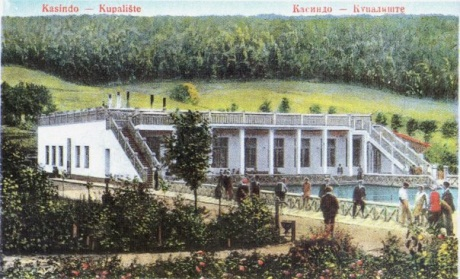 Kasindo — Kupalište
Касиндо — Купалиште